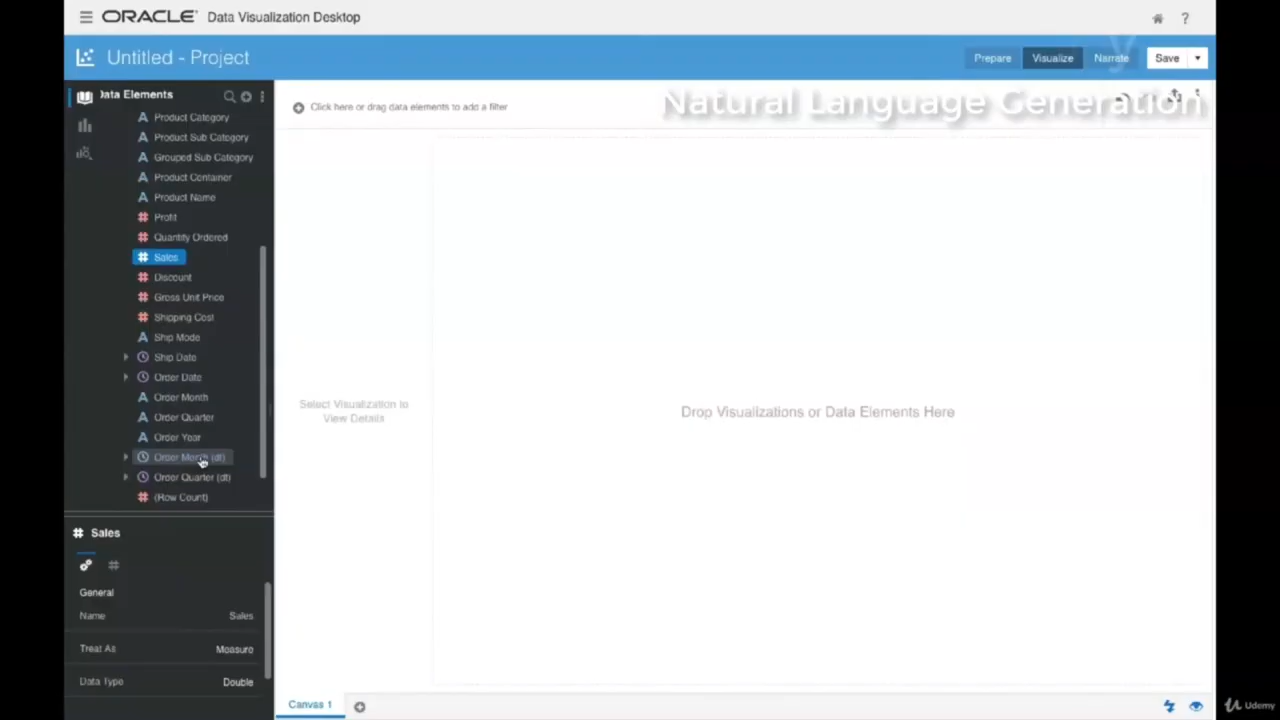 ORACLE Data Visualization Desktop
?
Untitled - Project
Prepare
Visualize
Narrate
Save
Data Elements
Click here or drag data elements to add a filter
Natural Language Generation
Product Category
Product Sub Category
Grouped Sub Category
Product Container
Product Name
Profit
Quantity Ordered
Sales
Discount
Gross Unit Price
Shipping Cost
Ship Mode
Ship Date
Order Date
Order Month
Order Quarter
Order Year
Order Month (dt)
Order Quarter (dt)
(Row Count)
Select Visualization to
View Details
Drop Visualizations or Data Elements Here
# Sales
General
Name Sales
Treat As Measure
Data Type Double
Canvas 1
Udemy